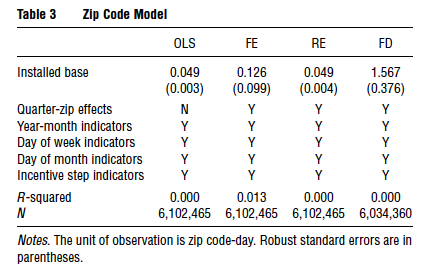 Table 3 Zip Code Model
OLS FE RE FD
Installed base 0.049 0.126 0.049 1.567
(0.003) (0.099) (0.004) (0.376)
Quarter-zip effects N Y Y Y
Year-month indicators Y Y Y Y
Day of week indicators Y Y Y Y
Day of month indicators Y Y Y Y
Incentive step indicators Y Y Y Y
R-squared 0.000 0.013 0.000 0.000
N 6,102,465 6,102,465 6,102,465 6,034,360
Notes. The unit of observation is zip code-day. Robust standard errors are in
parentheses.